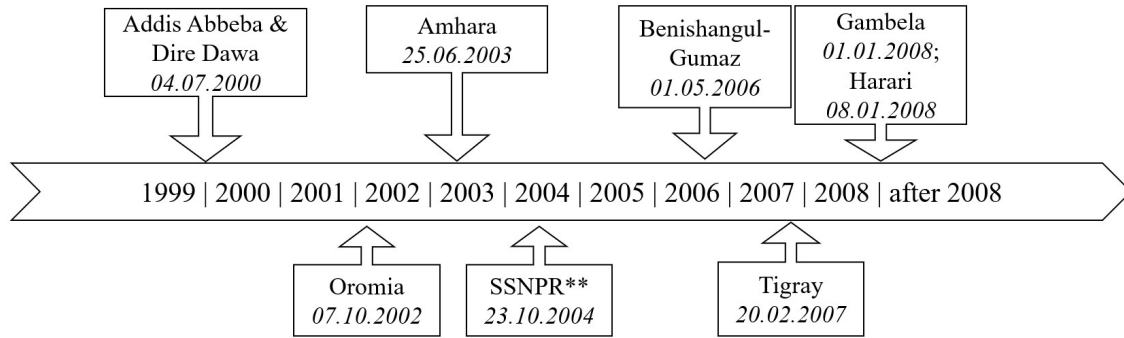 Addis Abbeba &
Dire Dawa
04.07.2000
Amhara
25.06.2003
Benishangul-
Gumaz
01.05.2006
Gambela
01.01.2008;
Harari
08.01.2008
1999 | 2000 | 2001 | 2002 | 2003 | 2004 | 2005 | 2006 | 2007 | 2008 | after 2008
Oromia
07.10.2002
SSNPR**
23.10.2004
Tigray
20.02.2007